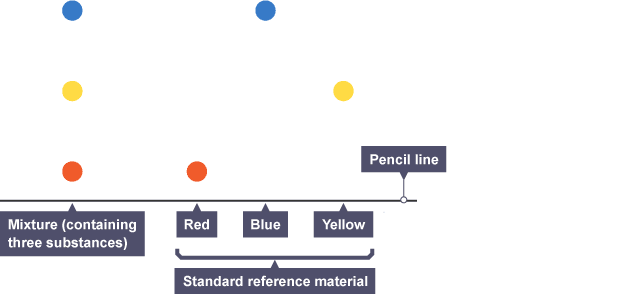 Pencil line
Mixture (containing
three substances)
Red
Blue
Yellow
Standard reference material